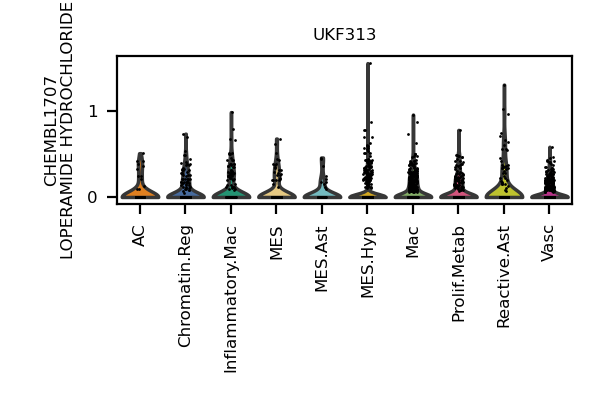 UKF313
CHEMBL1707
LOPERAMIDE HYDROCHLORIDE
1
0
AC
Chromatin.Reg
Inflammatory.Mac
MES
MES.Ast
MES.Hyp
Mac
Prolif.Metab
Reactive.Ast
Vasc